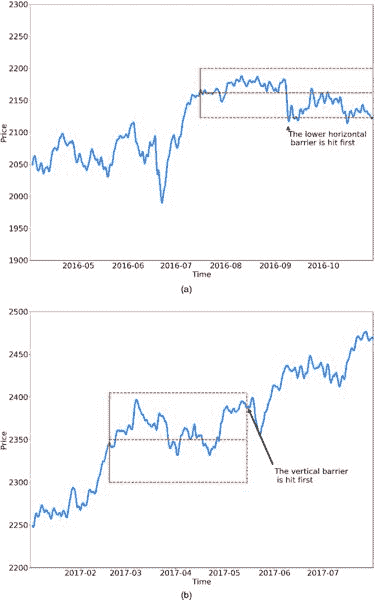 (a)
2200
2150
2100
Price
2050
2000
1950
1900
The lower horizontal
barrier is hit first
2016-05 2016-06 2016-07 2016-08 2016-09 2016-10
Time
(a)
2500
2450
2400
Price
2350
2300
2250
2200
The vertical barrier
is hit first
2017-02 2017-03 2017-04 2017-05 2017-06 2017-07
Time
(b)